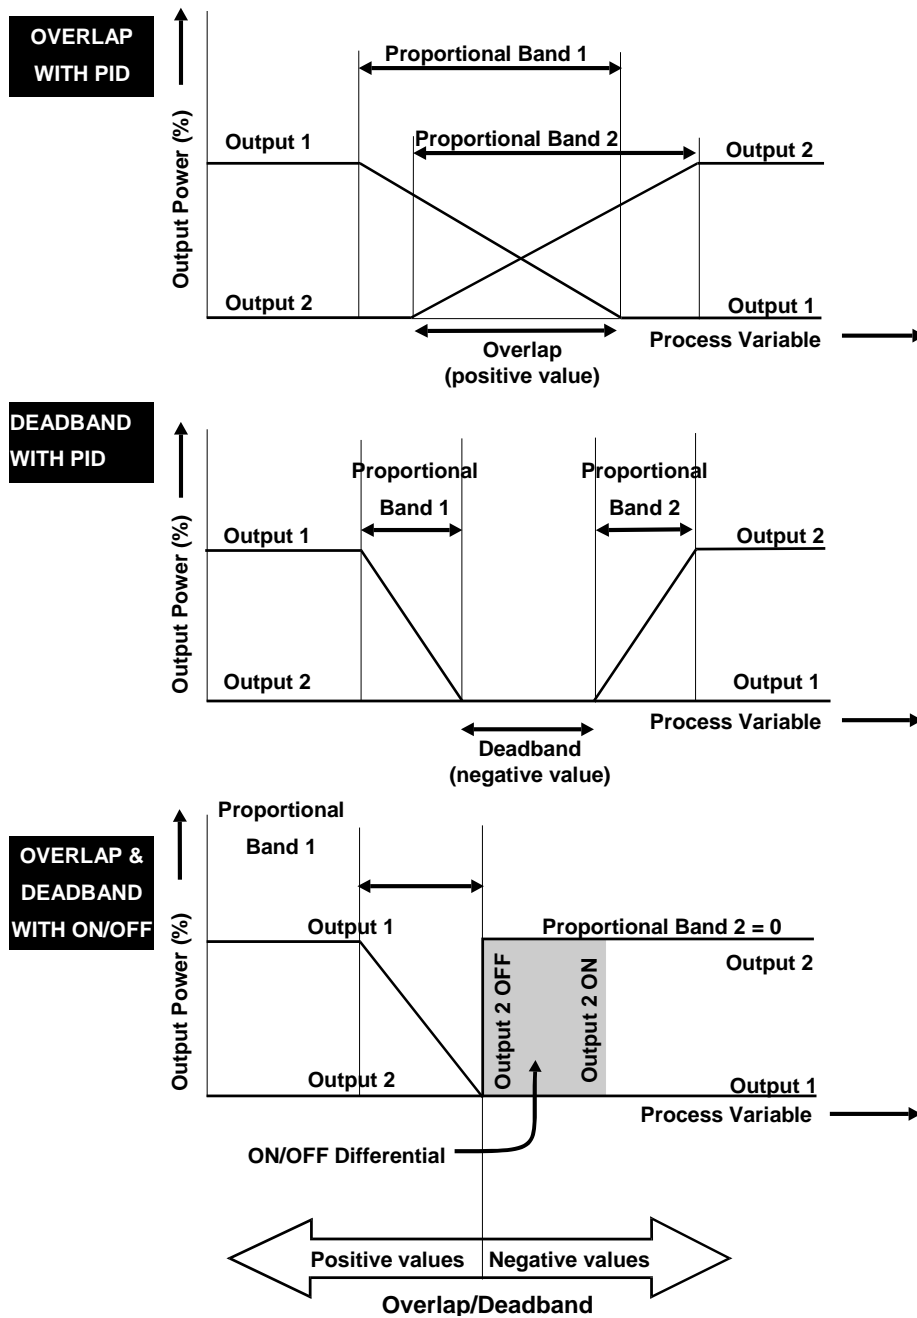 OVERLAP
WITH PID
Output Power (%)
Proportional Band 1
Output 1
Proportional Band 2
Output 2
Output 2
Output 1
Process Variable
Overlap
(positive value)
DEADBAND
WITH PID
Output Power (%)
Proportional
Band 1
Proportional
Band 2
Output 1
Output 2
Output 2
Output 1
Process Variable
Deadband
(negative value)
Proportional
Band 1
OVERLAP &
DEADBAND
WITH ON/OFF
Output Power (%)
Output 1
Proportional Band 2 = 0
Output 2
Output 2 OFF
Output 2 ON
Output 2
Output 1
Process Variable
ON/OFF Differential
Positive values
Negative values
Overlap/Deadband